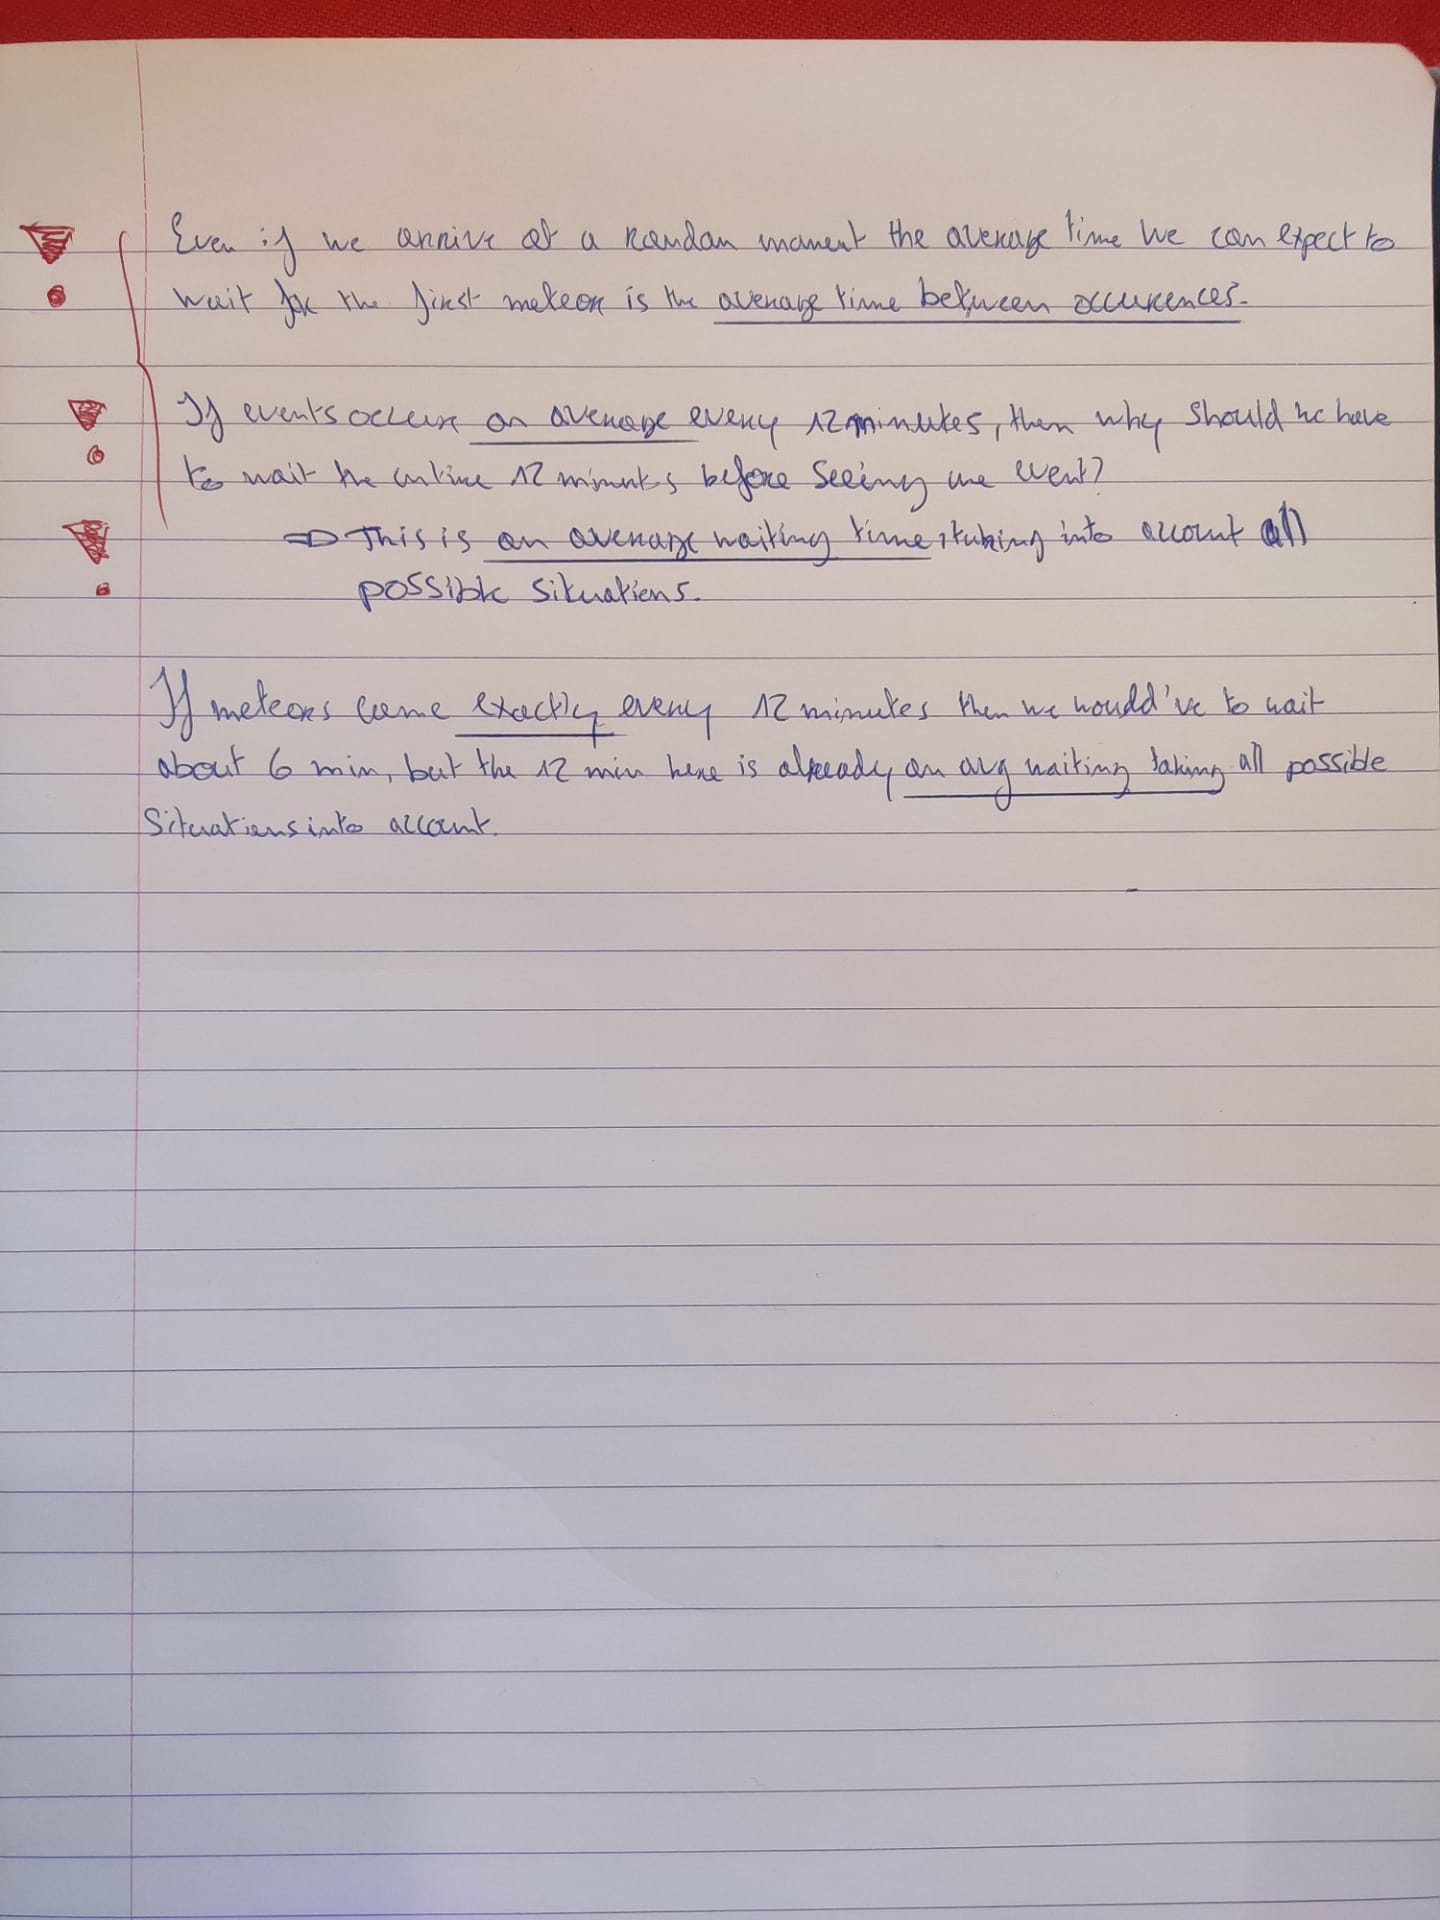 Even if we arrive at a random moment the average time we can expect to
wait for the first meteor is the average time between occurences.
If events occurs on average every 12 minutes, then why should we have
to wait the entire 12 minutes before seeing one event?
⇒ This is an average waiting time, taking into account all
possible situations.
If meteors came exactly every 12 minutes then we would've to wait
about 6 min, but the 12 min here is already an avg waiting taking all possible
situations into account.